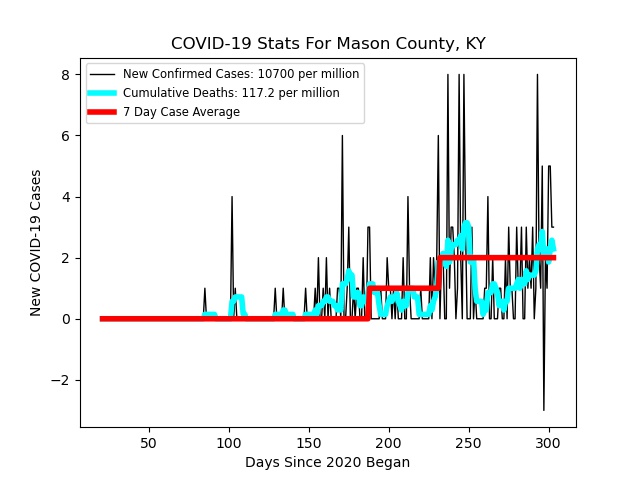 COVID-19 Stats For Mason County, KY
New Confirmed Cases: 10700 per million
Cumulative Deaths: 117.2 per million
7 Day Case Average
8
6
4
2
0
−2
New COVID-19 Cases
50 100 150 200 250 300
Days Since 2020 Began